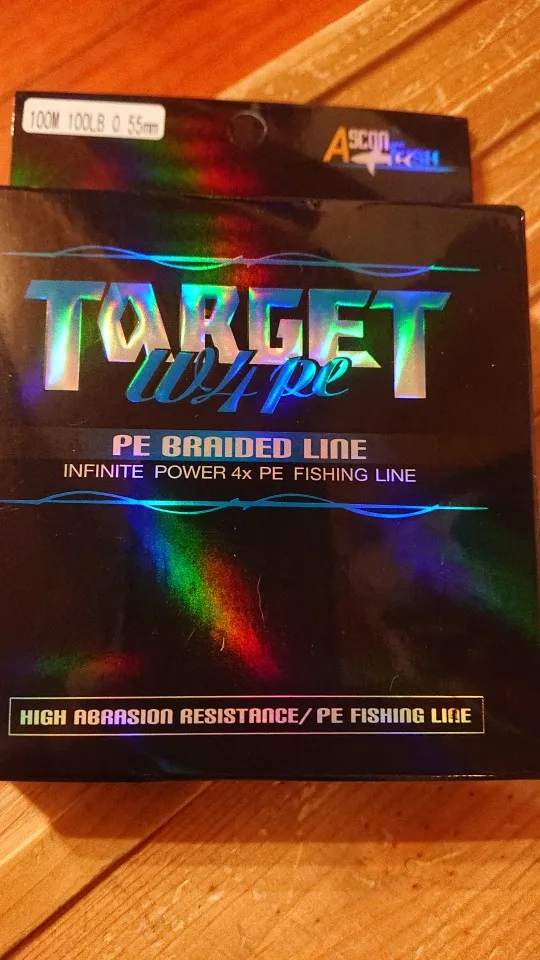 100M 100LB 0.55mm
ASCON FISH
TARGET
W4 pe
PE BRAIDED LINE
INFINITE POWER 4x PE FISHING LINE
HIGH ABRASION RESISTANCE/ PE FISHING LINE